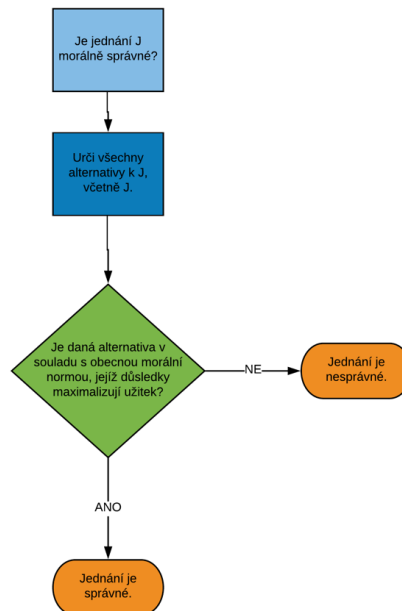 Je jednání J
morálně správné?
Urči všechny
alternativy k J,
včetně J.
Je daná alternativa v
souladu s obecnou morální
normou, jejíž důsledky
maximalizují užitek?
NE
Jednání je
nesprávné.
ANO
Jednání je
správné.